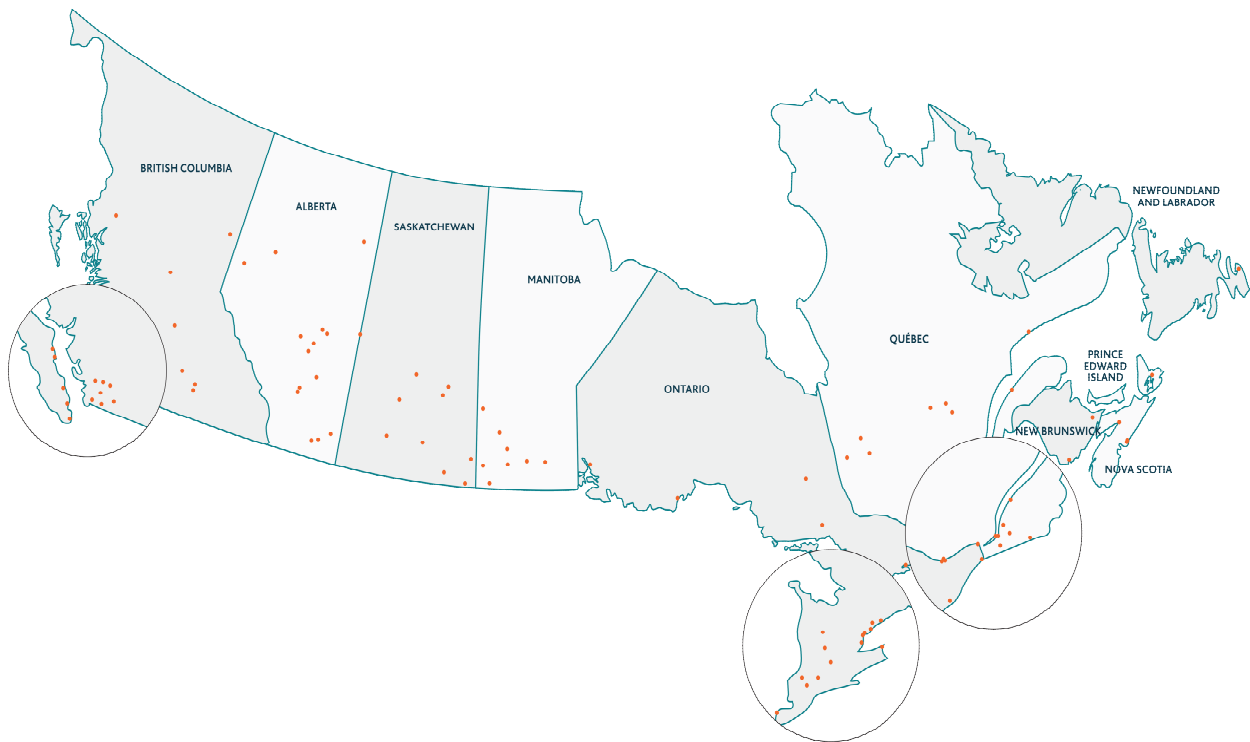 BRITISH COLUMBIA
ALBERTA
SASKATCHEWAN
MANITOBA
ONTARIO
QUÉBEC
NEWFOUNDLAND
AND LABRADOR
PRINCE
EDWARD
ISLAND
NEW BRUNSWICK
NOVA SCOTIA